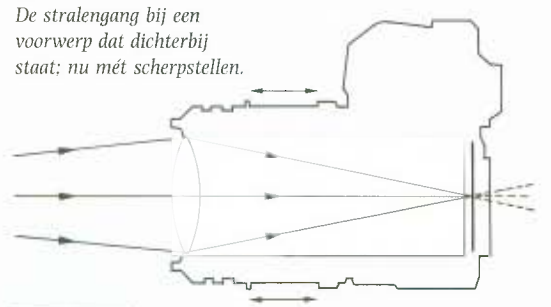 De stralengang bij een
voorwerp dat dichterbij
staat; nu mét scherpstellen.